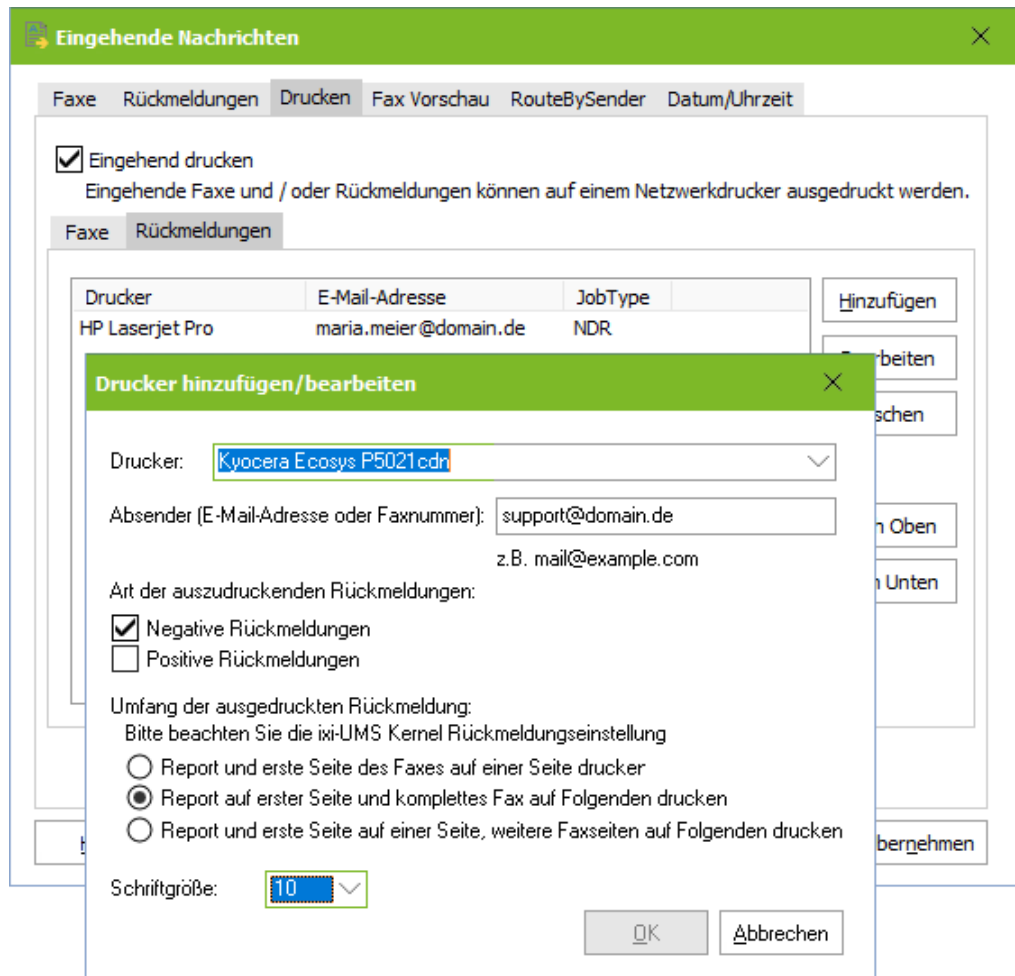 Eingehende Nachrichten
Faxe Rückmeldungen Drucken Fax Vorschau RouteBySender Datum/Uhrzeit
Eingehend drucken
Eingehende Faxe und / oder Rückmeldungen können auf einem Netzwerkdrucker ausgedruckt werden.
Faxe Rückmeldungen
Drucker E-Mail-Adresse JobType
Hinzufügen
HP Laserjet Pro maria.meier@domain.de NDR
Drucker hinzufügen/bearbeiten
Drucker: Kyocera Ecosys P5021cdn
Absender (E-Mail-Adresse oder Faxnummer): support@domain.de
Oben
z.B. mail@example.com
Unten
Art der auszudruckenden Rückmeldungen:
Negative Rückmeldungen
Positive Rückmeldungen
Umfang der ausgedruckten Rückmeldung:
Bitte beachten Sie die ixi-UMS Kernel Rückmeldungseinstellung
Report und erste Seite des Faxes auf einer Seite drucker
Report auf erster Seite und komplettes Fax auf Folgenden drucken
Report und erste Seite auf einer Seite, weitere Faxseiten auf Folgenden drucken
Schriftgröße: 10
OK Abbrechen